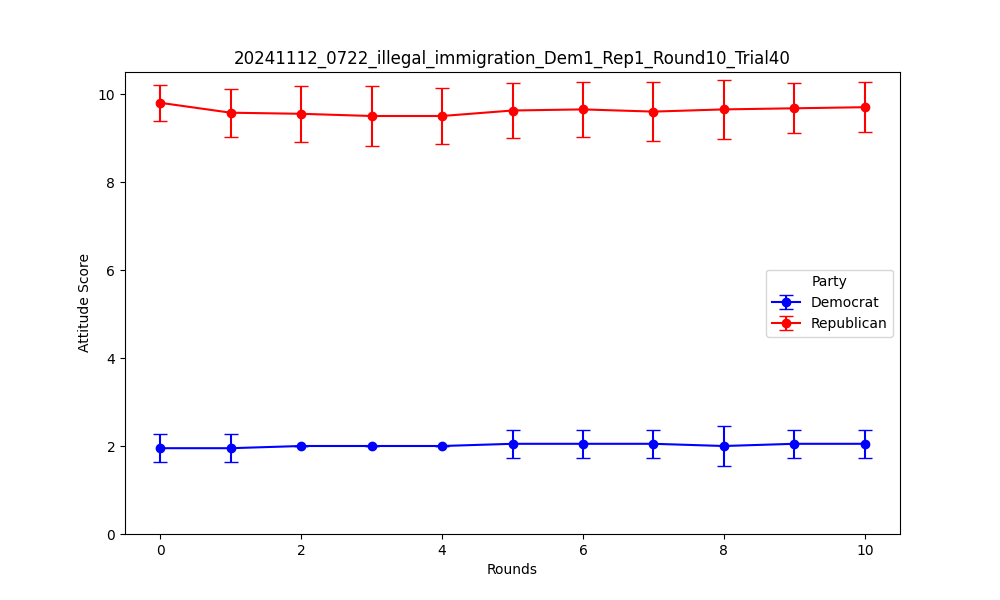 20241112_0722_illegal_immigration_Dem1_Rep1_Round10_Trial40
10
8
6
4
2
0
Attitude Score
Party
Democrat
Republican
0 2 4 6 8 10
Rounds